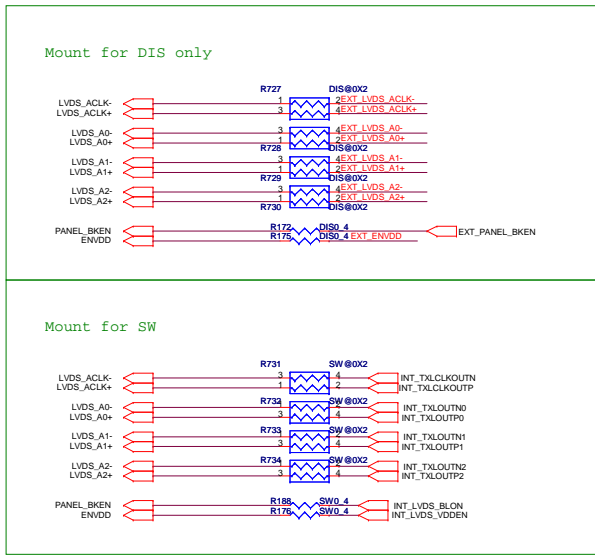 Mount for DIS only
R727 DIS@0X2
LVDS_ACLK- 1 2 EXT_LVDS_ACLK-
LVDS_ACLK+ 3 4 EXT_LVDS_ACLK+
LVDS_A0- 3 4 EXT_LVDS_A0-
LVDS_A0+ 1 2 EXT_LVDS_A0+
R728 DIS@0X2
LVDS_A1- 3 4 EXT_LVDS_A1-
LVDS_A1+ 1 2 EXT_LVDS_A1+
R729 DIS@0X2
LVDS_A2- 3 4 EXT_LVDS_A2-
LVDS_A2+ 1 2 EXT_LVDS_A2+
R730 DIS@0X2
PANEL_BKEN R172 DIS0_4 EXT_PANEL_BKEN
ENVDD R175 DIS0_4 EXT_ENVDD
Mount for SW
R731 SW@0X2
LVDS_ACLK- 3 4 INT_TXLCLKOUTN
LVDS_ACLK+ 1 2 INT_TXLCLKOUTP
R732 SW@0X2
LVDS_A0- 1 2 INT_TXLOUTN0
LVDS_A0+ 3 4 INT_TXLOUTP0
R733 SW@0X2
LVDS_A1- 1 2 INT_TXLOUTN1
LVDS_A1+ 3 4 INT_TXLOUTP1
R734 SW@0X2
LVDS_A2- 1 2 INT_TXLOUTN2
LVDS_A2+ 3 4 INT_TXLOUTP2
PANEL_BKEN R188 SW0_4 INT_LVDS_BLON
ENVDD R176 SW0_4 INT_LVDS_VDDEN